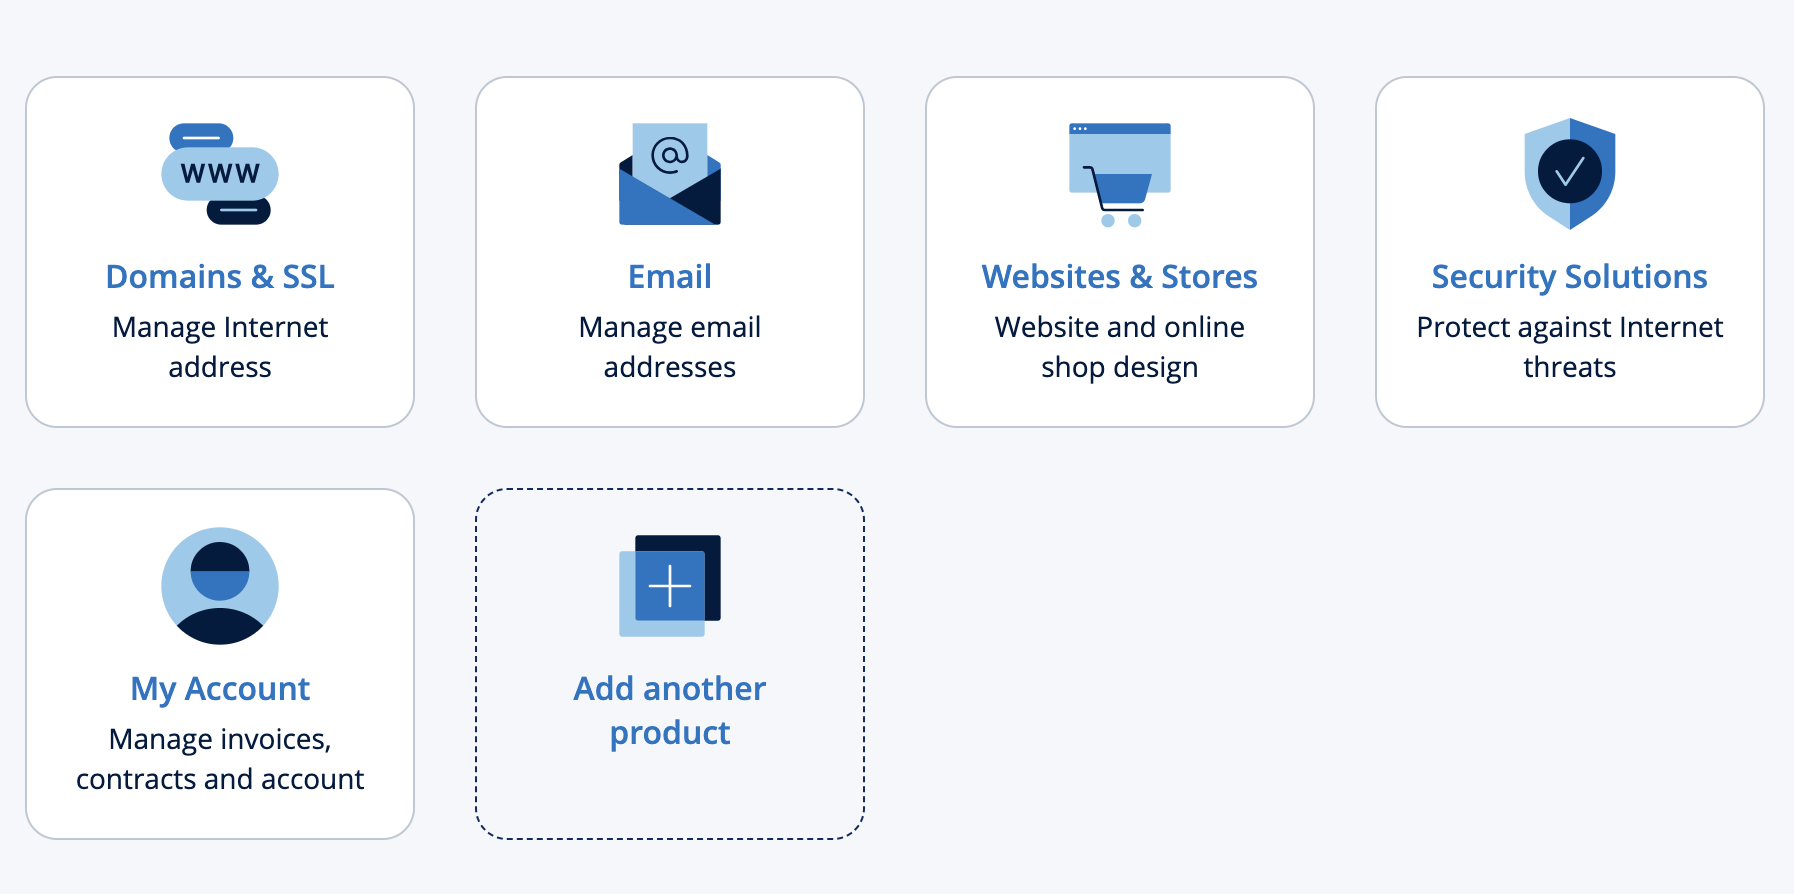 WWW
@
Domains & SSL
Manage Internet
address
Email
Manage email
addresses
Websites & Stores
Website and online
shop design
Security Solutions
Protect against Internet
threats
My Account
Manage invoices,
contracts and account
Add another
product